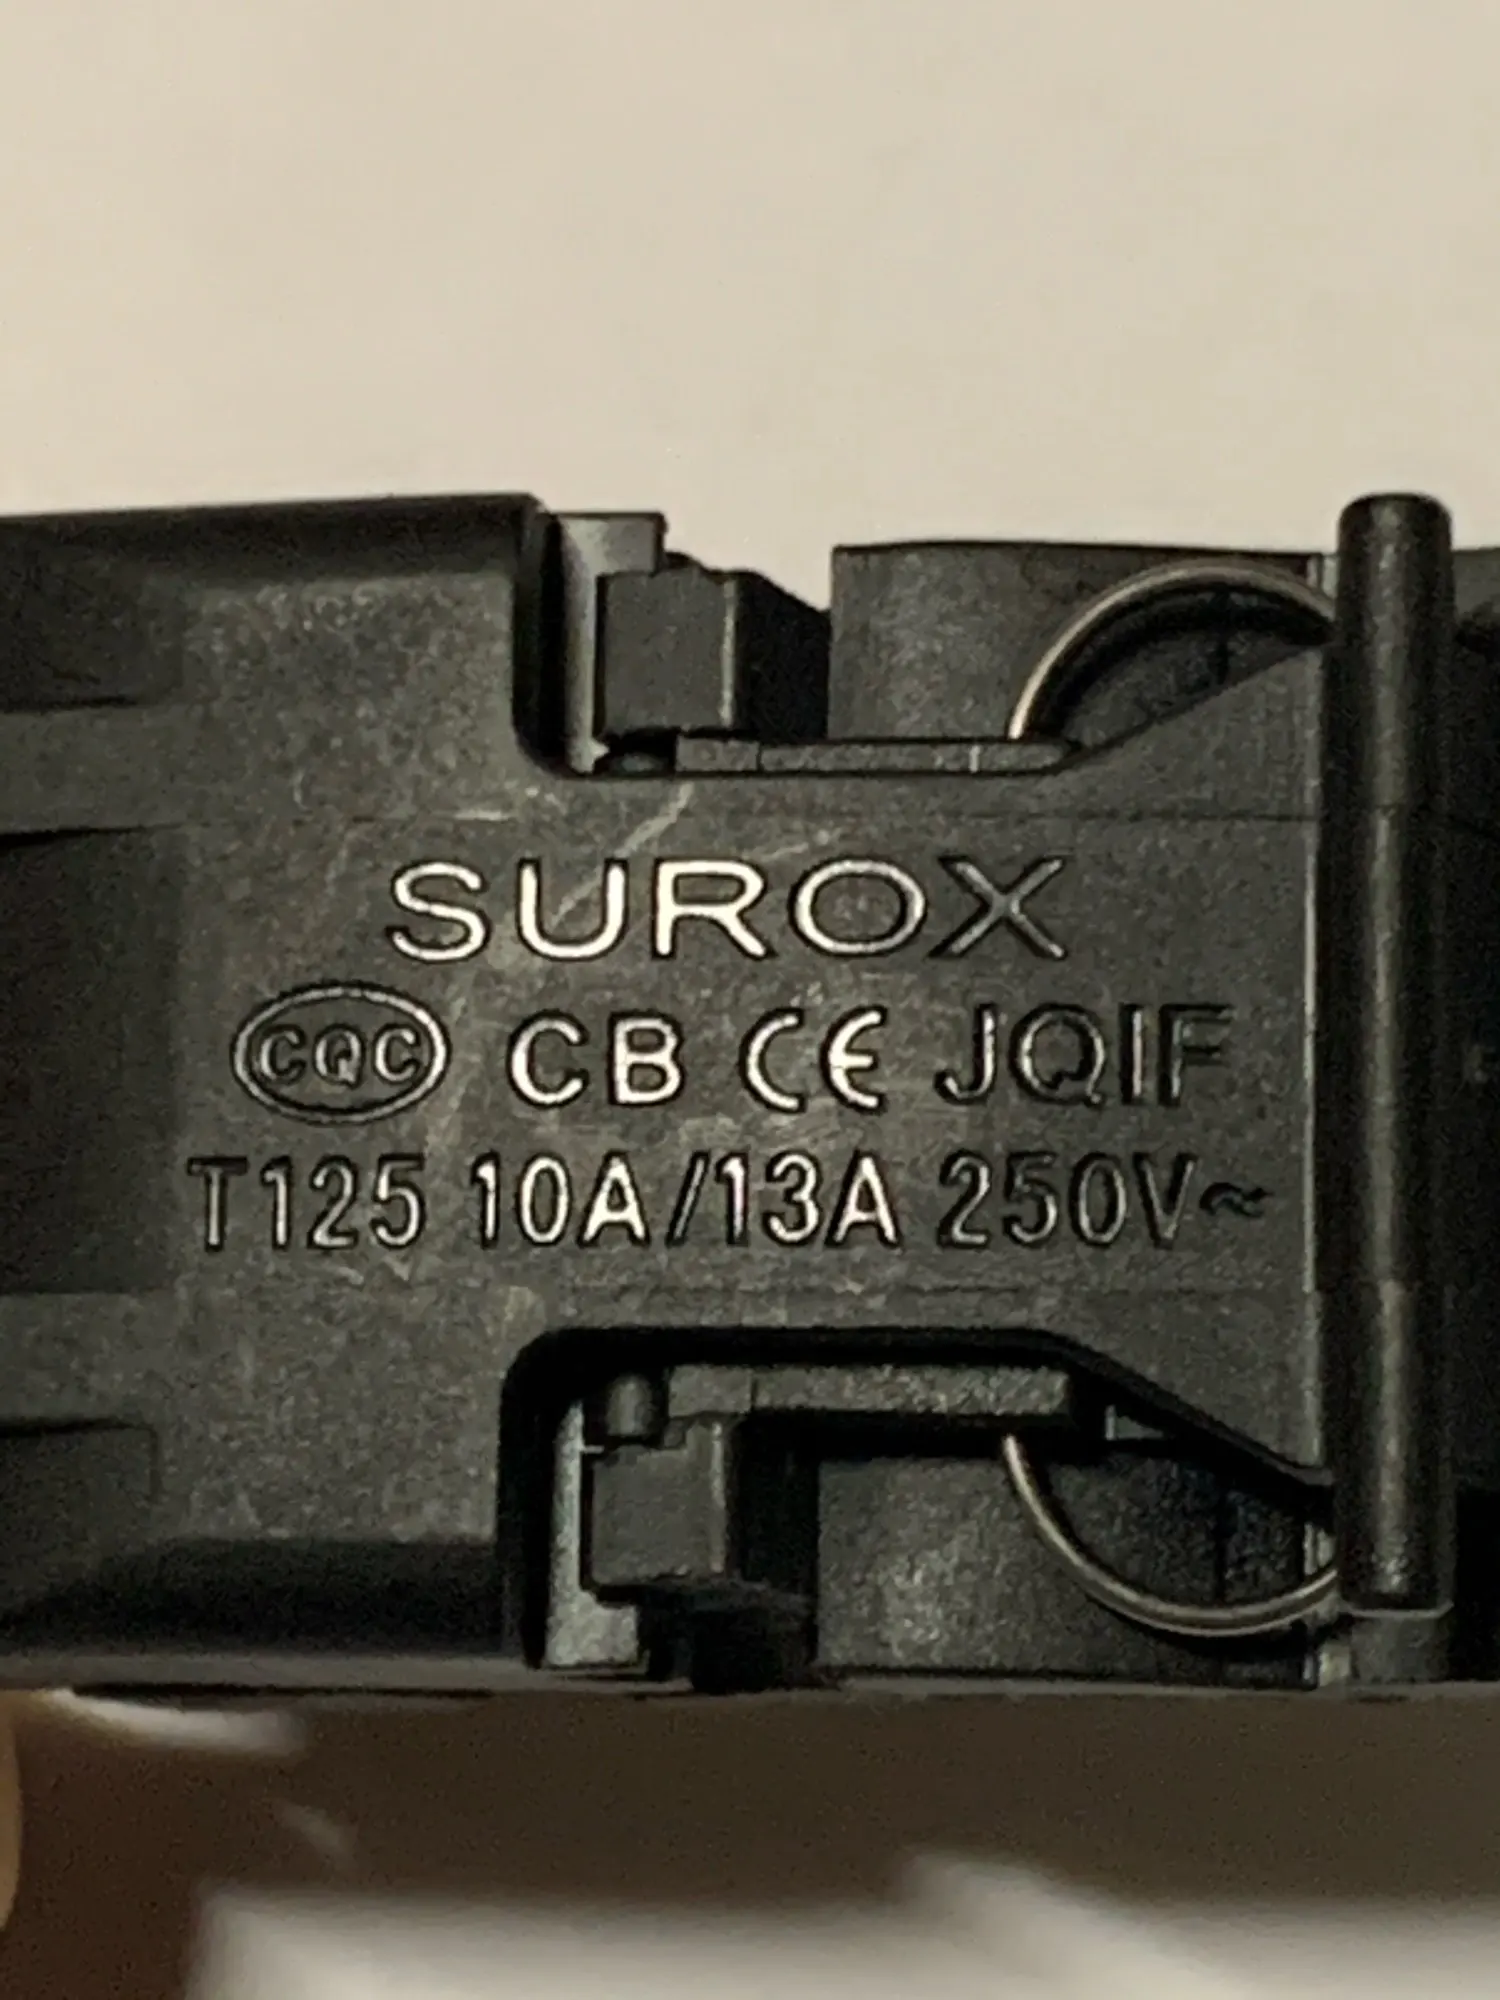 SUROX
CQC CB CE JQIF
T125 10A/13A 250V~